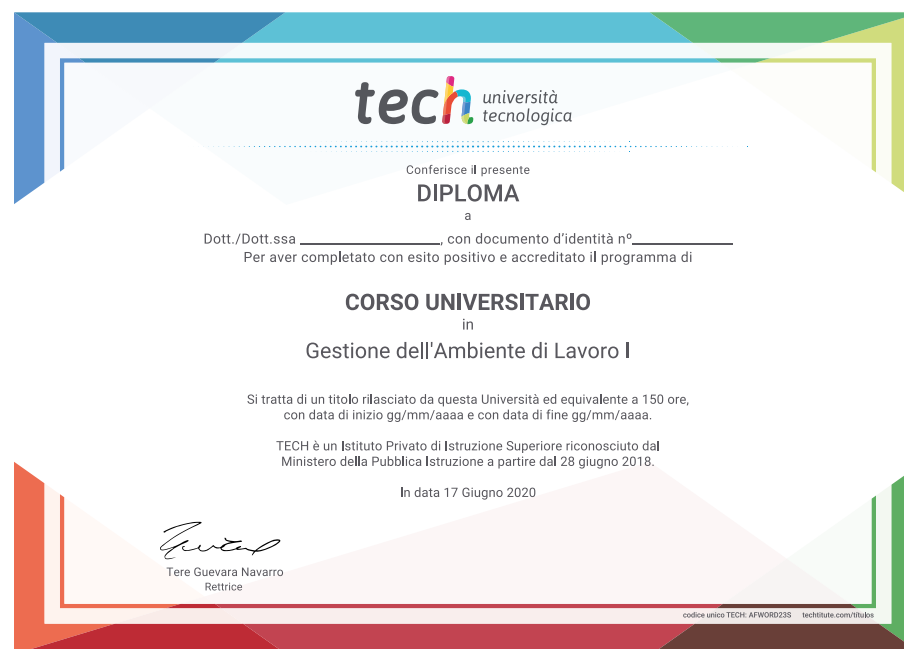 tech università
tecnologica
Conferisce il presente
DIPLOMA
a
Dott./Dott.ssa ____________________, con documento d'identità nº______________
Per aver completato con esito positivo e accreditato il programma di
CORSO UNIVERSITARIO
in
Gestione dell'Ambiente di Lavoro I
Si tratta di un titolo rilasciato da questa Università ed equivalente a 150 ore,
con data di inizio gg/mm/aaaa e con data di fine gg/mm/aaaa.
TECH è un Istituto Privato di Istruzione Superiore riconosciuto dal
Ministero della Pubblica Istruzione a partire dal 28 giugno 2018.
In data 17 Giugno 2020
Tere Guevara Navarro
Rettrice
codice unico TECH: AFWORD23S techtitute.com/titulos